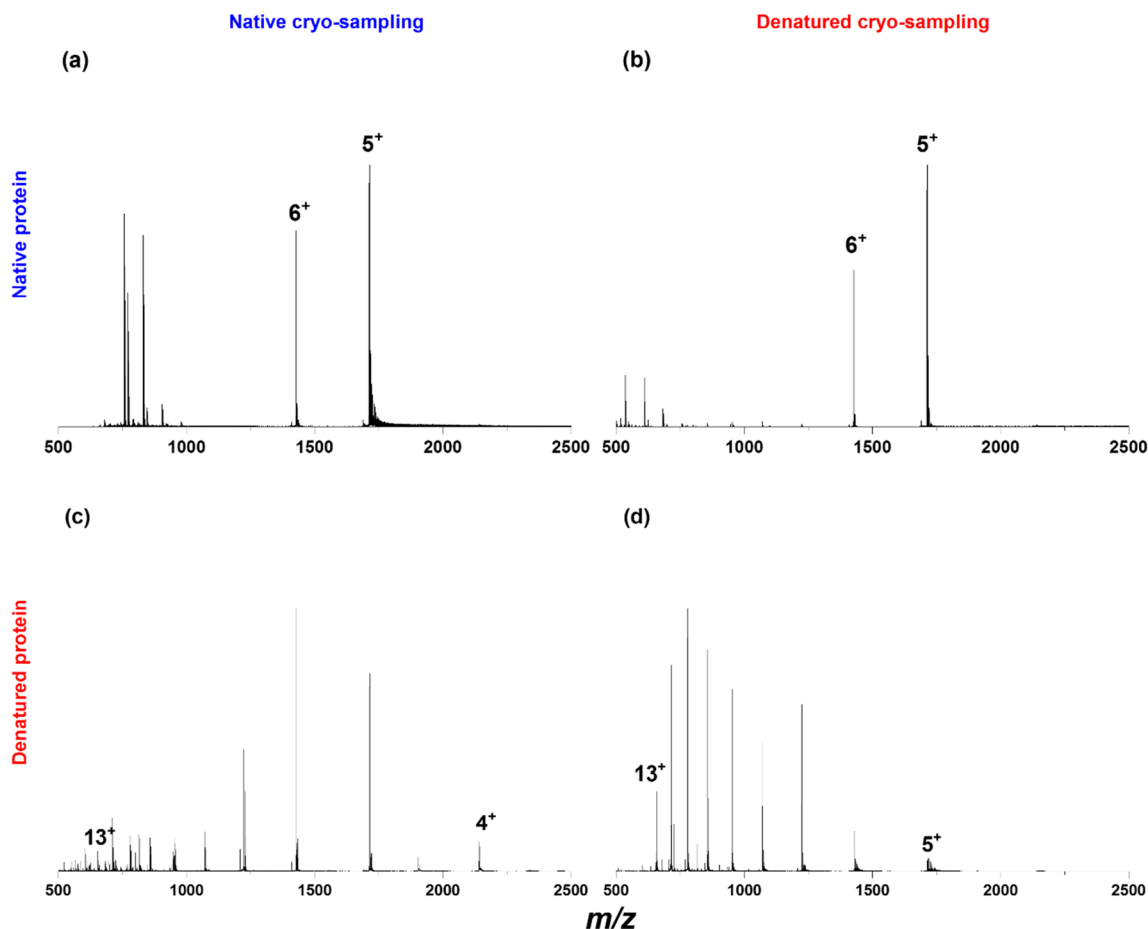 Native cryo-sampling
Denatured cryo-sampling
(a)
(b)
Native protein
5⁺
6⁺
5⁺
6⁺
500 1000 1500 2000 2500
500 1000 1500 2000 2500
(c)
(d)
Denatured protein
13⁺
4⁺
13⁺
5⁺
500 1000 1500 2000 2500
500 1000 1500 2000 2500
m/z